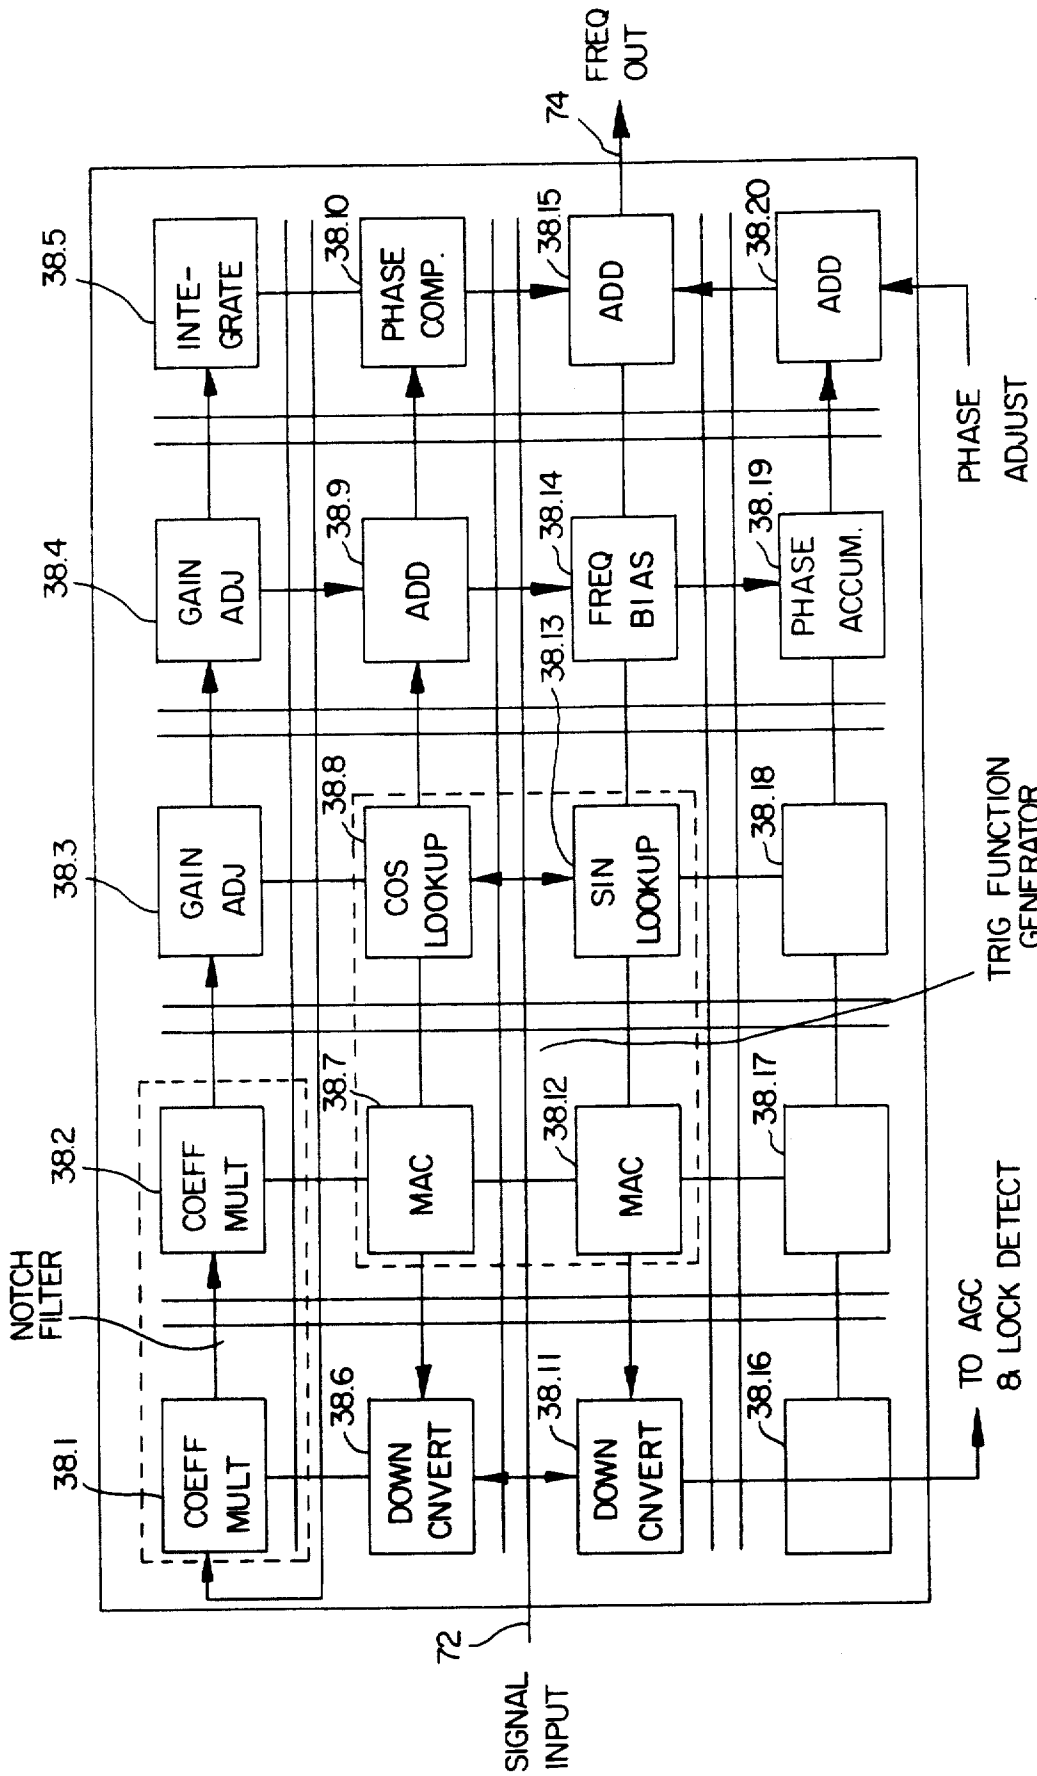 NOTCH
FILTER
38.1
38.2
38.3
38.4
38.5
COEFF
MULT
COEFF
MULT
GAIN
ADJ
GAIN
ADJ
INTE-
GRATE
38.6
38.7
38.8
38.9
38.10
DOWN
CNVERT
MAC
COS
LOOKUP
ADD
PHASE
COMP.
SIGNAL
INPUT
72
74
FREQ
OUT
38.11
38.12
38.13
38.14
38.15
DOWN
CNVERT
MAC
SIN
LOOKUP
FREQ
BIAS
ADD
38.16
38.17
38.18
38.19
38.20
PHASE
ACCUM.
ADD
TO AGC
& LOCK DETECT
TRIG FUNCTION
GENERATOR
PHASE
ADJUST